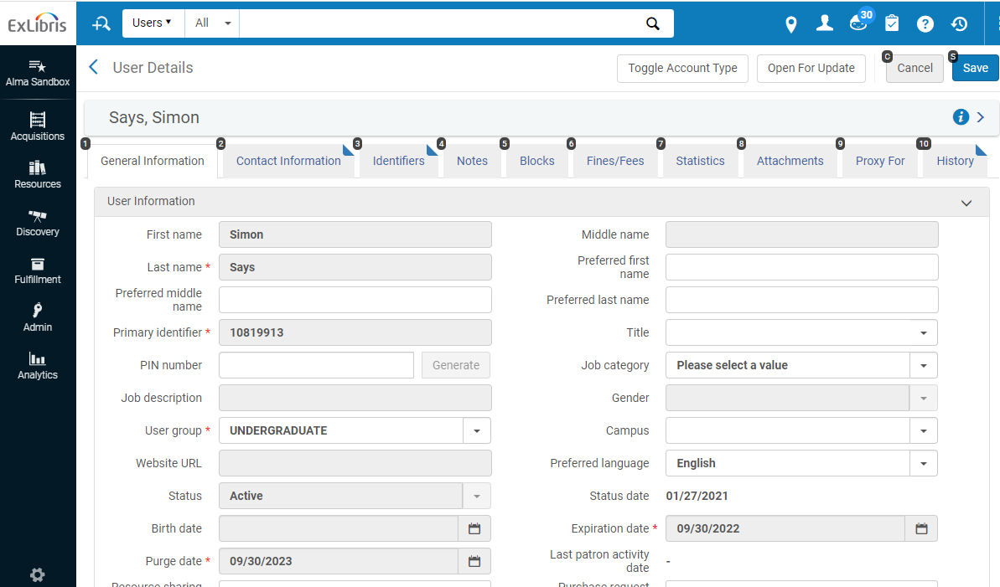 ExLibris
Users
All
30
Alma Sandbox
Acquisitions
Resources
Discovery
Fulfillment
Admin
Analytics
User Details
Toggle Account Type
Open For Update
C
Cancel
S
Save
Says, Simon
1 General Information
2 Contact Information
3 Identifiers
4 Notes
5 Blocks
6 Fines/Fees
7 Statistics
8 Attachments
9 Proxy For
10 History
User Information
First name Simon
Middle name
Last name * Says
Preferred first
name
Preferred middle
name
Preferred last name
Primary identifier * 10819913
Title
PIN number Generate
Job category Please select a value
Job description
Gender
User group * UNDERGRADUATE
Campus
Website URL
Preferred language English
Status Active
Status date 01/27/2021
Birth date
Expiration date * 09/30/2022
Purge date * 09/30/2023
Last patron activity
date -
Resource sharing
Purchase request